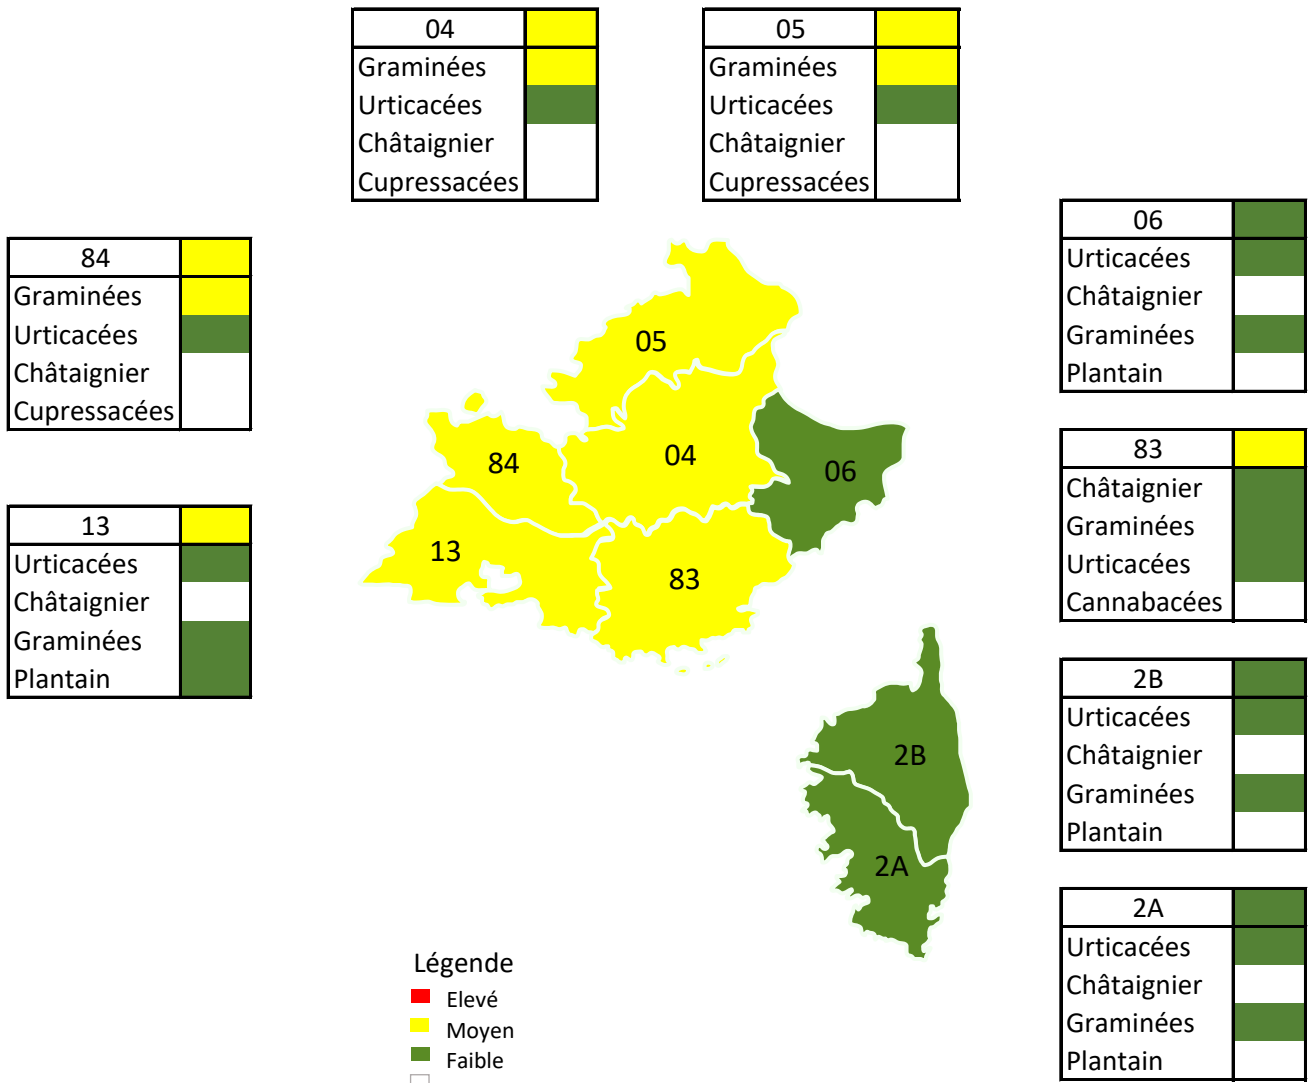 04
Graminées
Urticacées
Châtaignier
Cupressacées
05
Graminées
Urticacées
Châtaignier
Cupressacées
84
Graminées
Urticacées
Châtaignier
Cupressacées
13
Urticacées
Châtaignier
Graminées
Plantain
05
04
84
06
13
83
2B
2A
06
Urticacées
Châtaignier
Graminées
Plantain
83
Châtaignier
Graminées
Urticacées
Cannabacées
2B
Urticacées
Châtaignier
Graminées
Plantain
2A
Urticacées
Châtaignier
Graminées
Plantain
Légende
Elevé
Moyen
Faible